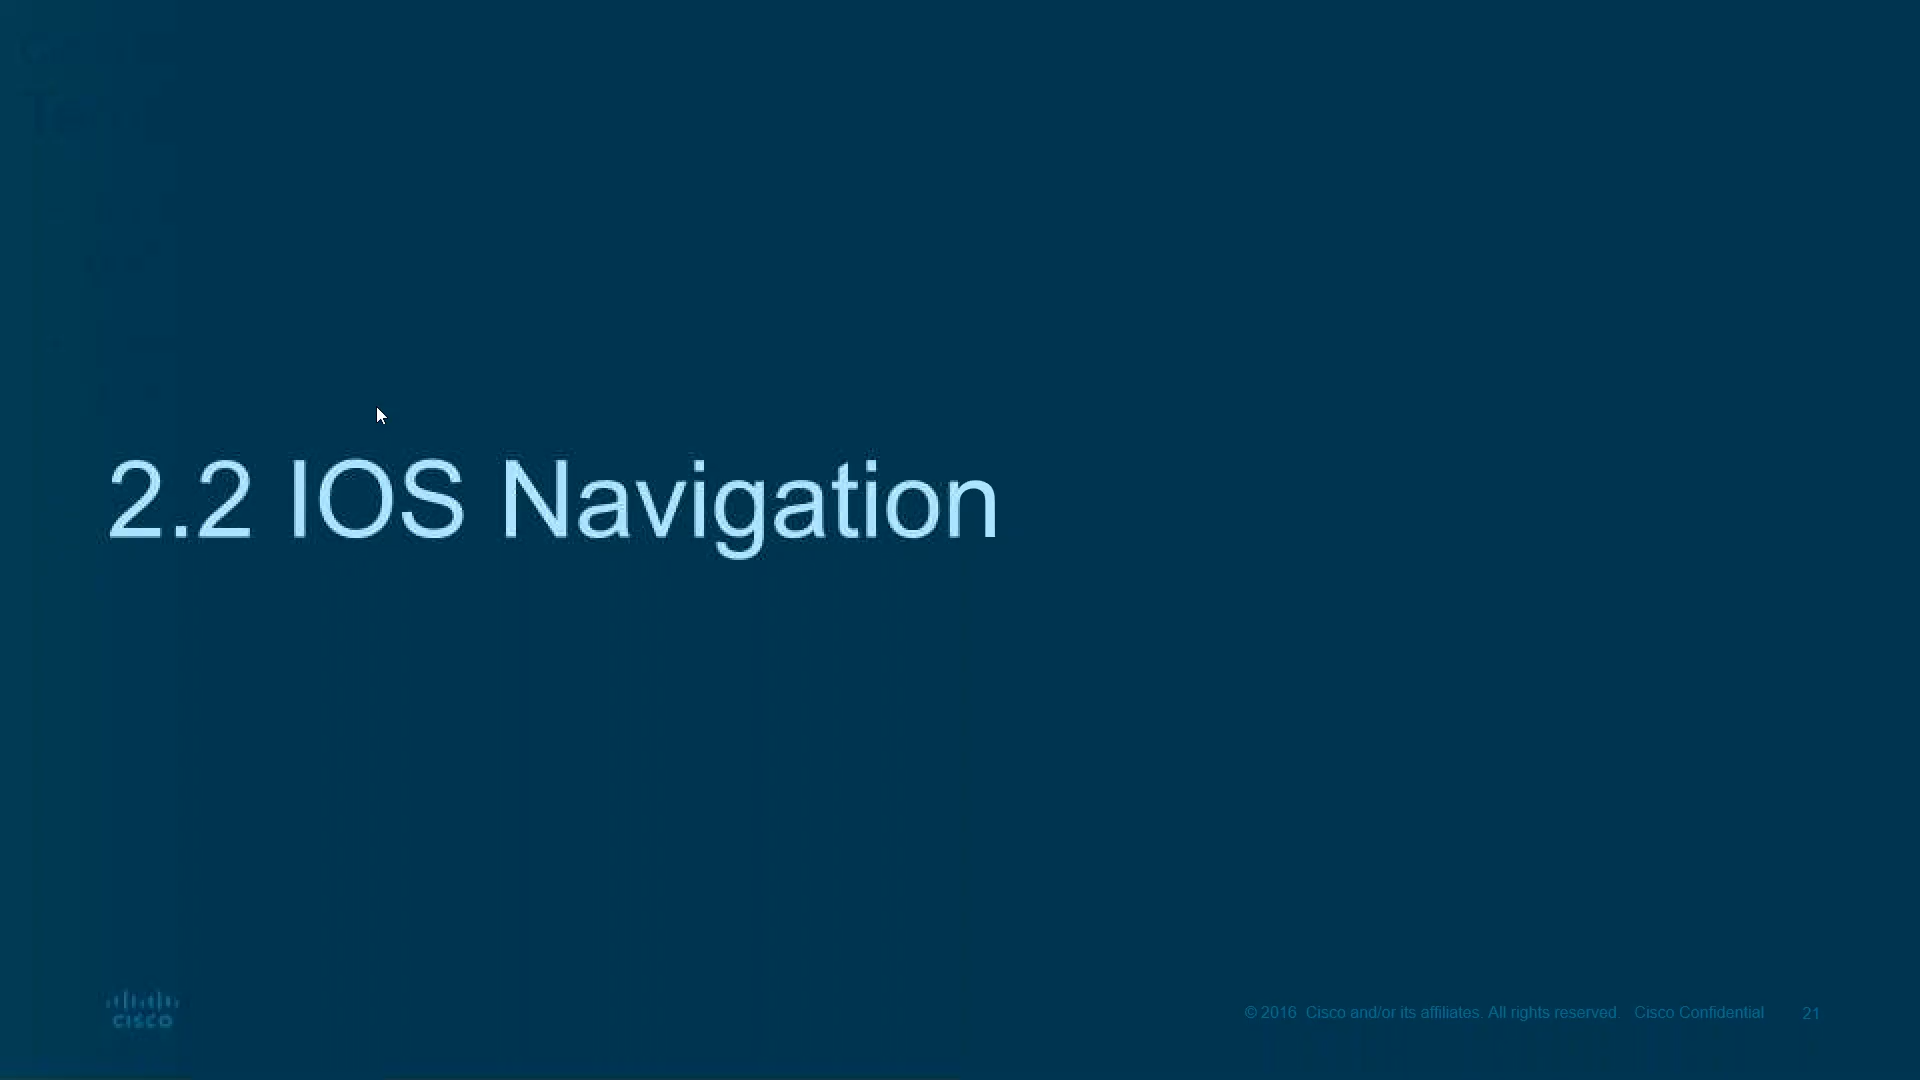 2.2 IOS Navigation
CISCO
© 2016 Cisco and/or its affiliates. All rights reserved. Cisco Confidential 21